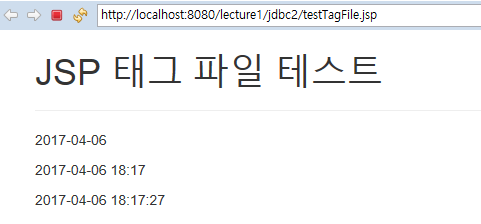 http://localhost:8080/lecture1/jdbc2/testTagFile.jsp
JSP 태그 파일 테스트
2017-04-06
2017-04-06 18:17
2017-04-06 18:17:27